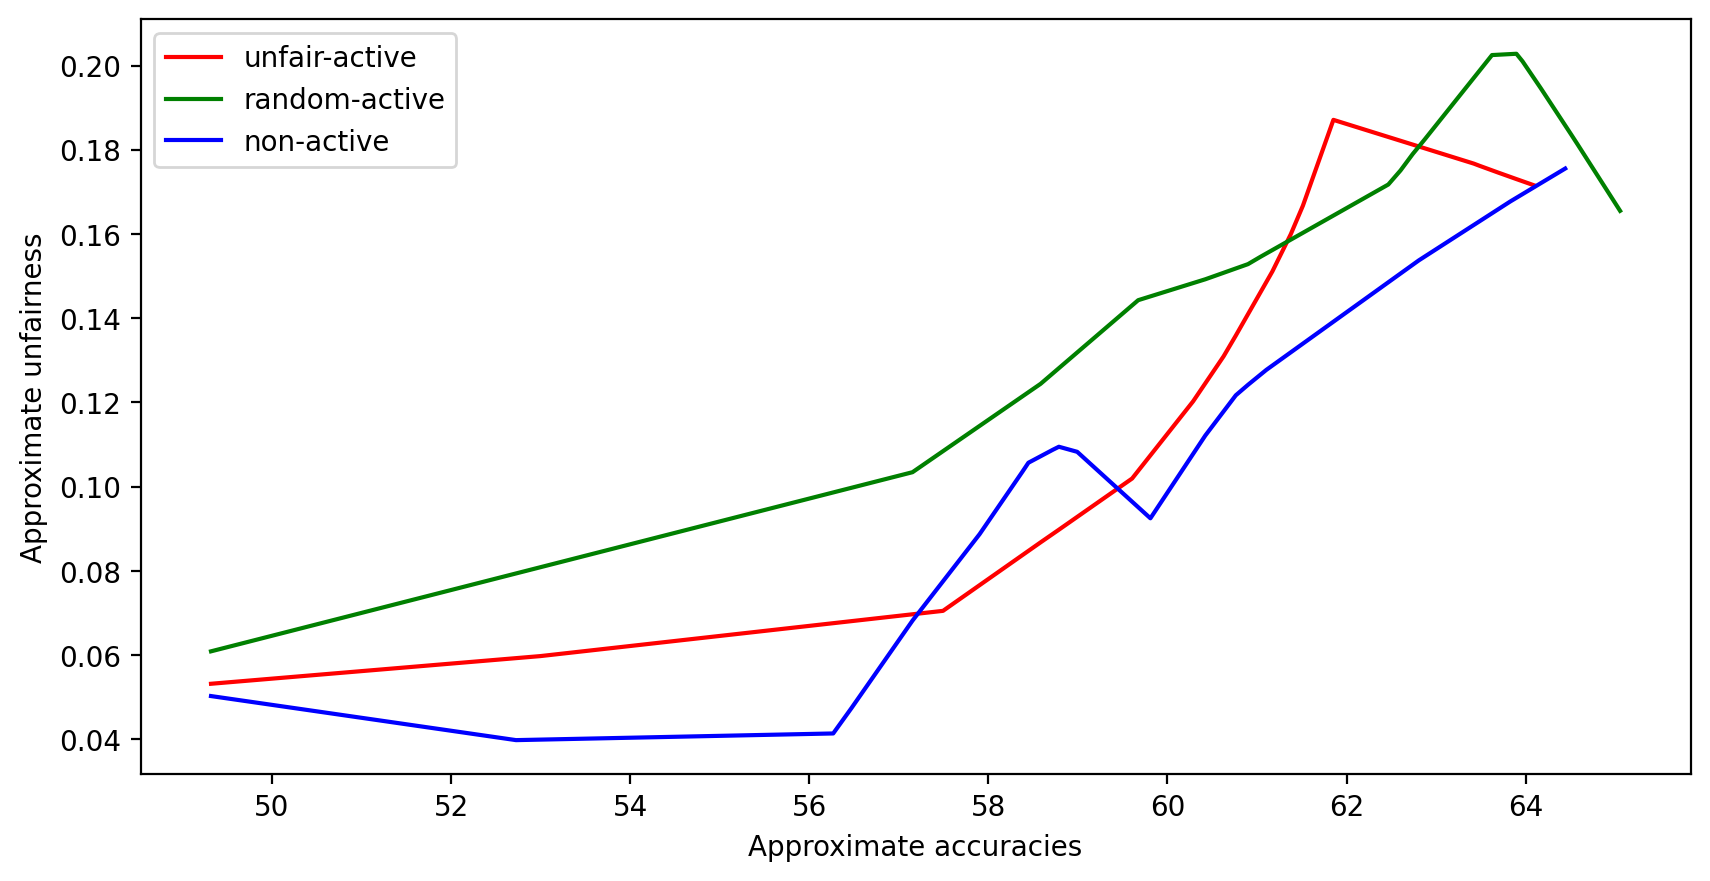 unfair-active
random-active
non-active
Approximate unfairness
0.20
0.18
0.16
0.14
0.12
0.10
0.08
0.06
0.04
50 52 54 56 58 60 62 64
Approximate accuracies